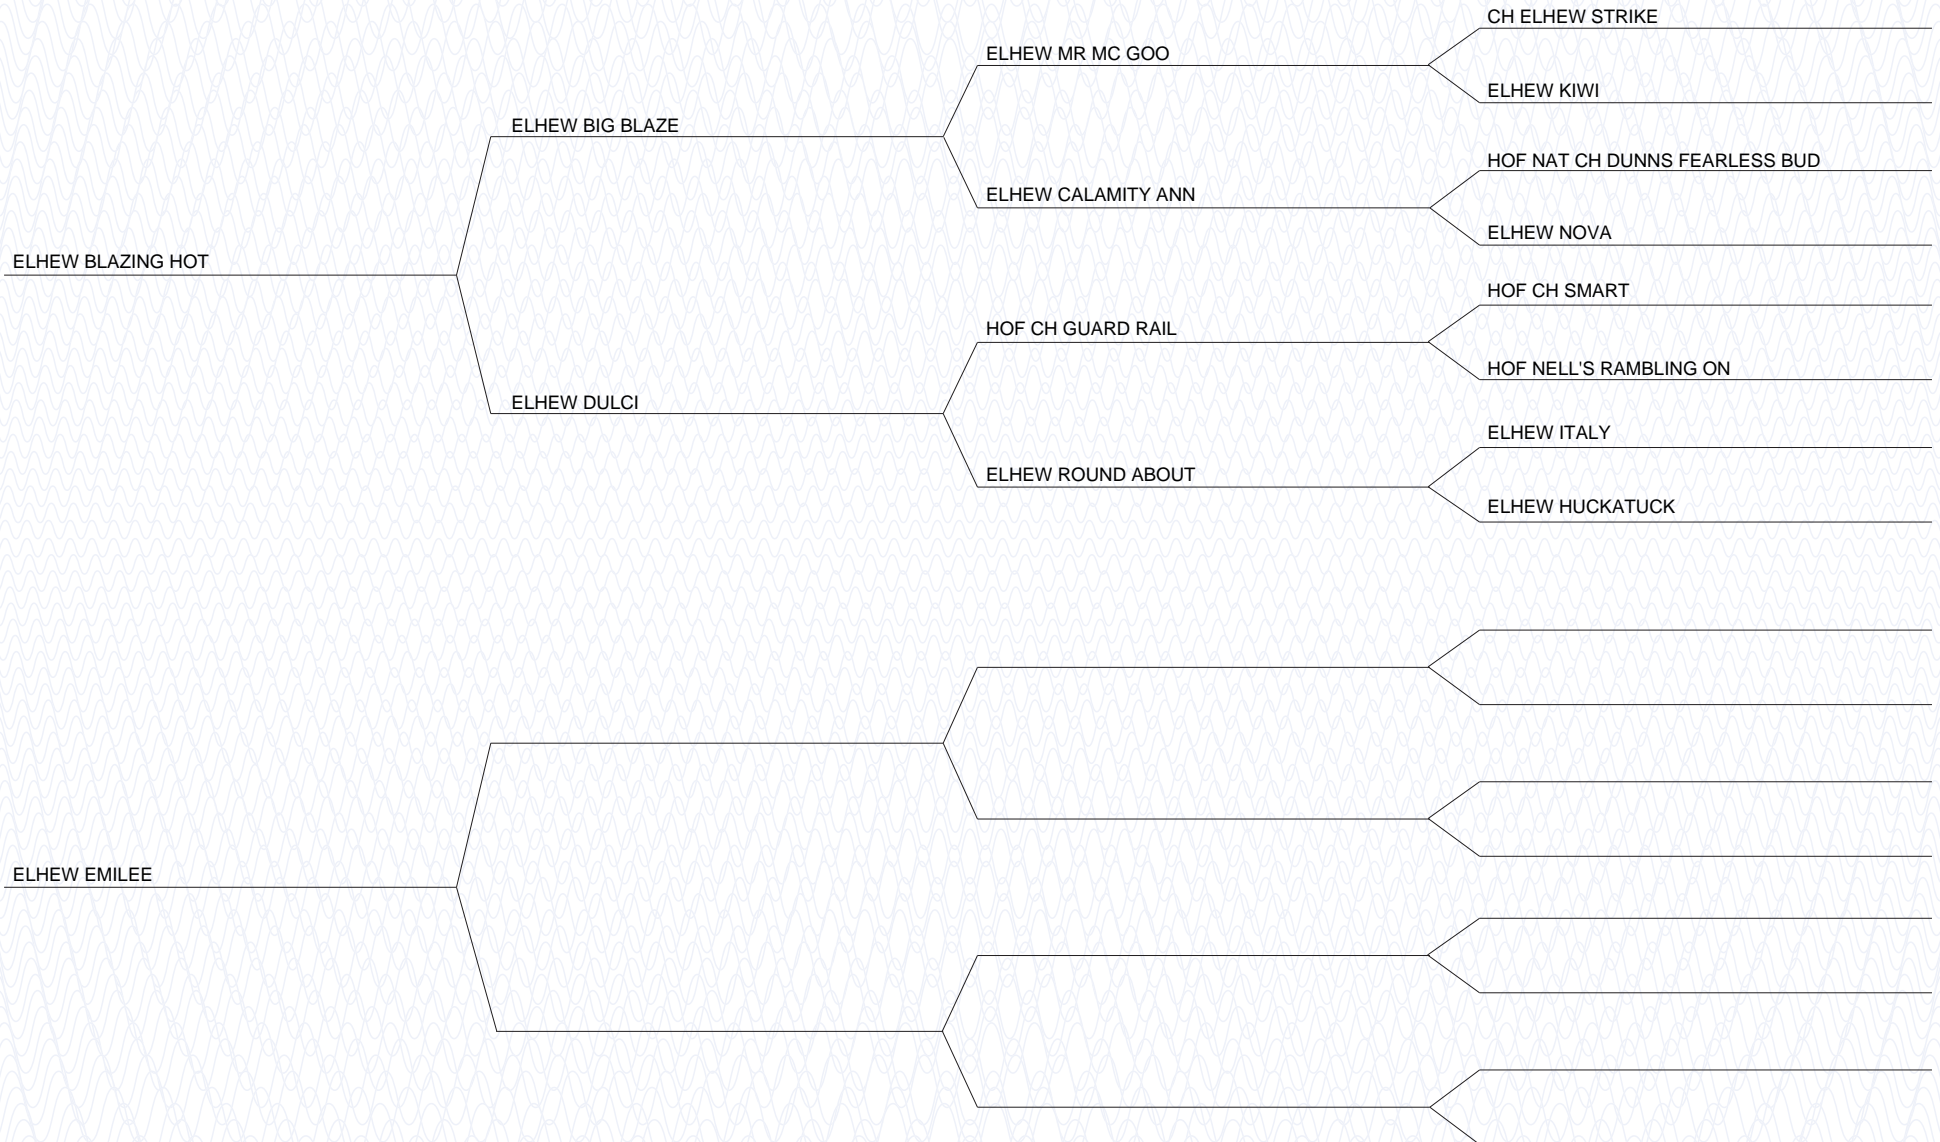 CH ELHEW STRIKE
ELHEW MR MC GOO
ELHEW KIWI
ELHEW BIG BLAZE
HOF NAT CH DUNNS FEARLESS BUD
ELHEW CALAMITY ANN
ELHEW NOVA
ELHEW BLAZING HOT
HOF CH SMART
HOF CH GUARD RAIL
HOF NELL'S RAMBLING ON
ELHEW DULCI
ELHEW ITALY
ELHEW ROUND ABOUT
ELHEW HUCKATUCK
ELHEW EMILEE